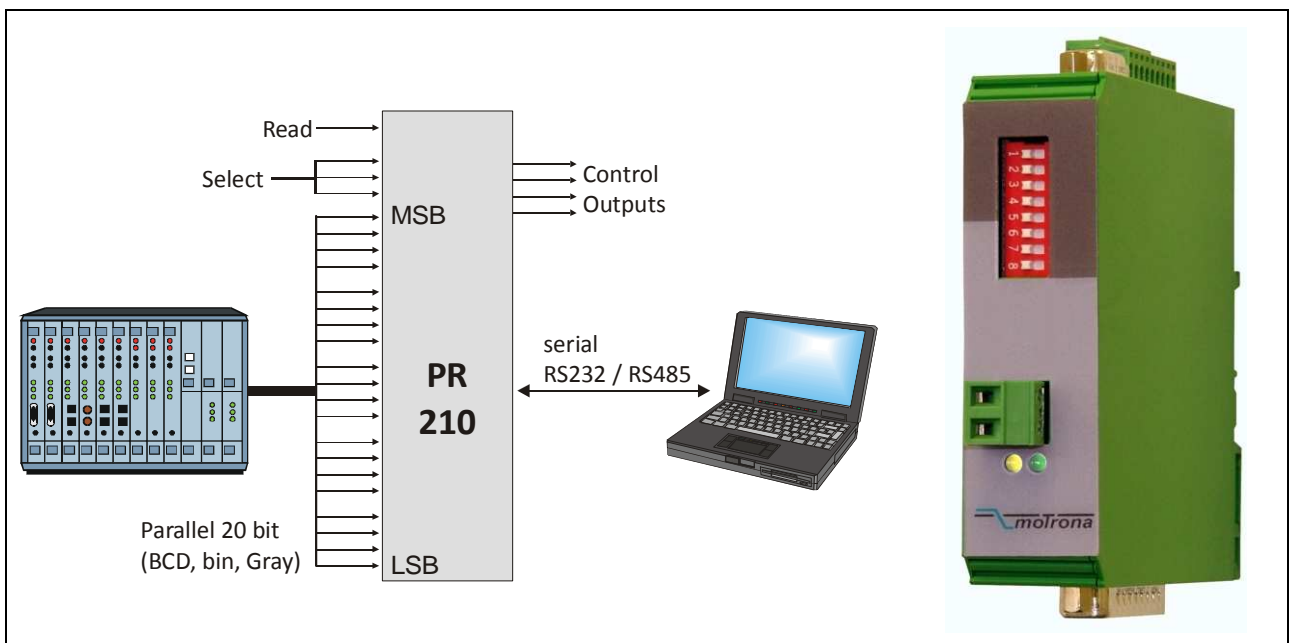 Read
Select
MSB
Control
Outputs
PR
210
serial
RS232 / RS485
Parallel 20 bit
(BCD, bin, Gray)
LSB
1
2
3
4
5
6
7
8
moTrona